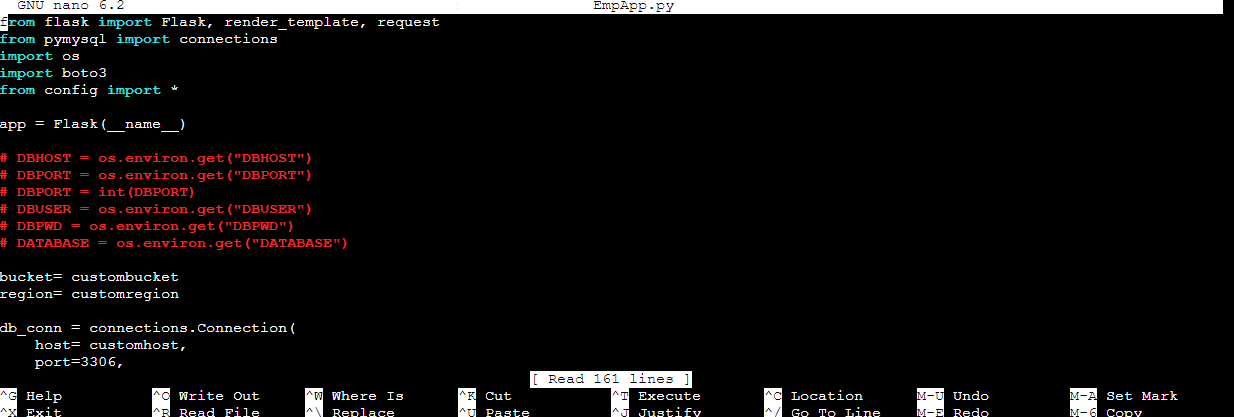 GNU nano 6.2 EmpApp.py
from flask import Flask, render_template, request
from pymysql import connections
import os
import boto3
from config import *
app = Flask(__name__)
# DBHOST = os.environ.get("DBHOST")
# DBPORT = os.environ.get("DBPORT")
# DBPORT = int(DBPORT)
# DBUSER = os.environ.get("DBUSER")
# DBPWD = os.environ.get("DBPWD")
# DATABASE = os.environ.get("DATABASE")
bucket= custombucket
region= customregion
db_conn = connections.Connection(
    host= customhost,
    port=3306,
[ Read 161 lines ]
^G Help ^O Write Out ^W Where Is ^K Cut ^T Execute ^C Location M-U Undo M-A Set Mark
^X Exit ^R Read File ^\ Replace ^U Paste ^J Justify ^/ Go To Line M-E Redo M-6 Copy